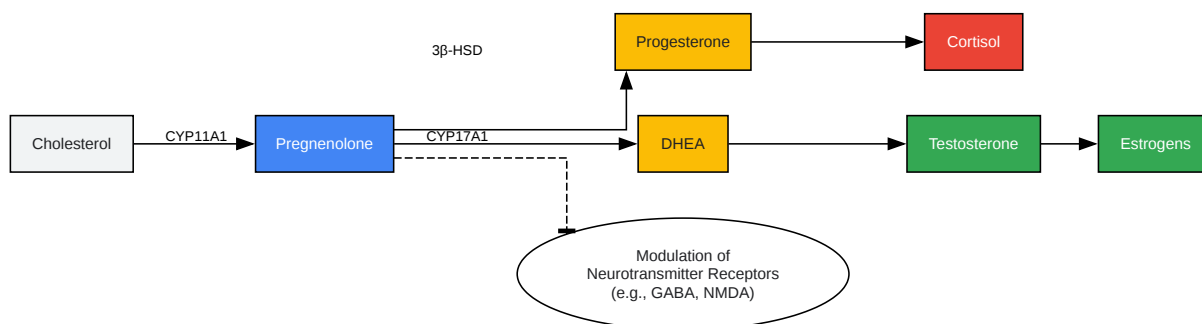 3β-HSD
Progesterone
Cortisol
Cholesterol
CYP11A1
Pregnenolone
CYP17A1
DHEA
Testosterone
Estrogens
Modulation of
Neurotransmitter Receptors
(e.g., GABA, NMDA)